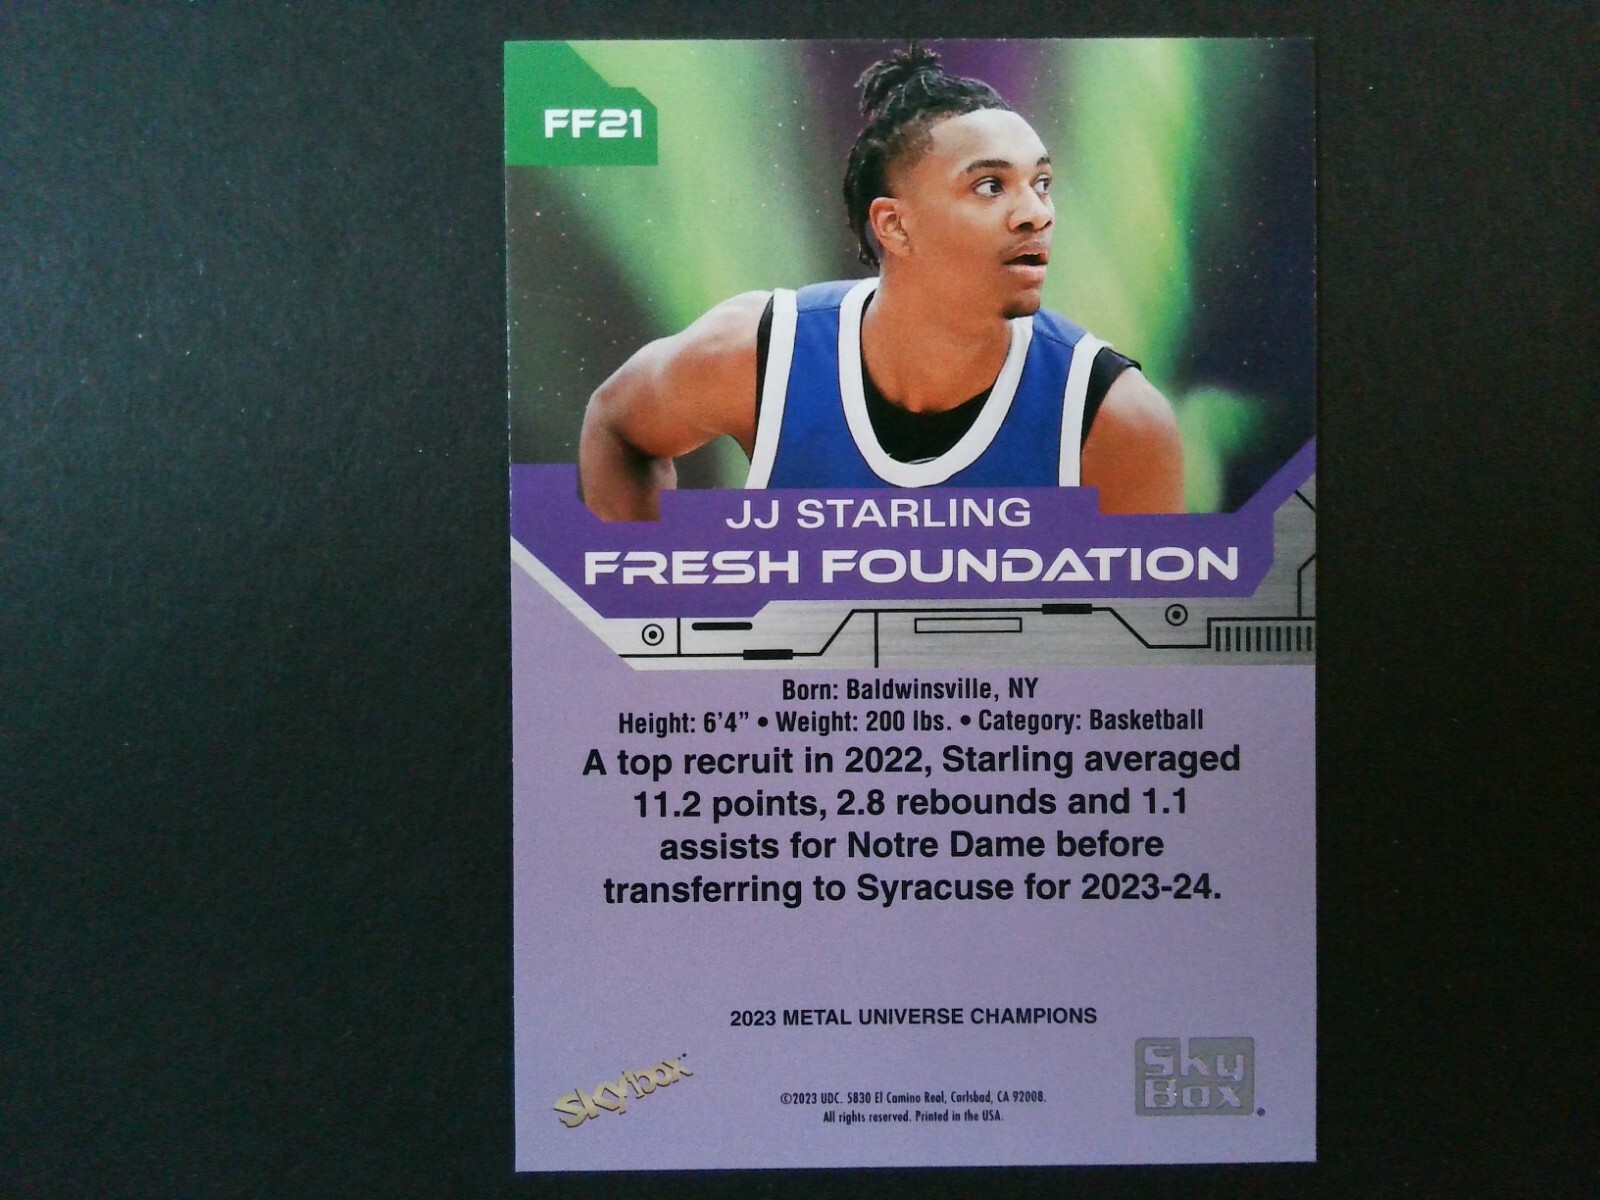 FF21
JJ STARLING
FRESH FOUNDATION
Born: Baldwinsville, NY
Height: 6'4” • Weight: 200 lbs. • Category: Basketball
A top recruit in 2022, Starling averaged
11.2 points, 2.8 rebounds and 1.1
assists for Notre Dame before
transferring to Syracuse for 2023-24.
2023 METAL UNIVERSE CHAMPIONS
skybox
Sky
Box
©2023 UDC. 5830 El Camino Real, Carlsbad, CA 92008.
All rights reserved. Printed in the USA.